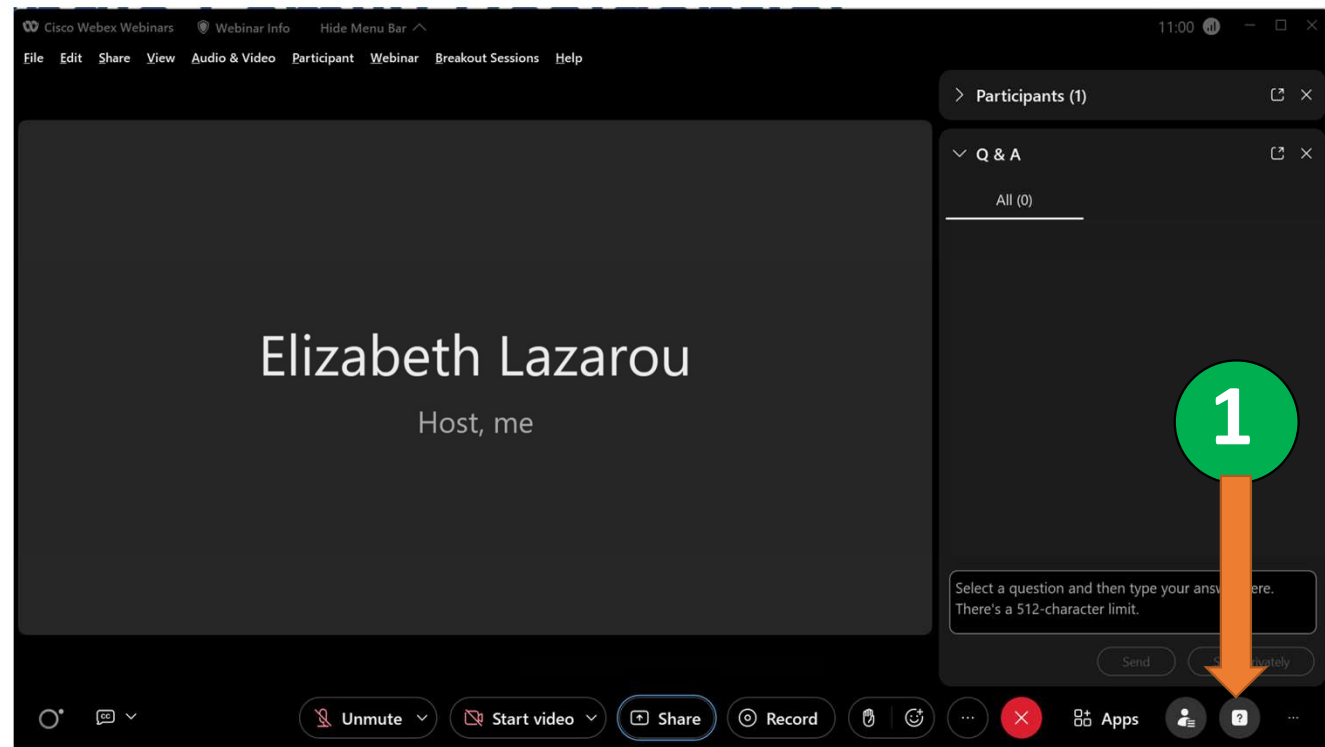 Cisco Webex Webinars Webinar Info Hide Menu Bar 11:00
File Edit Share View Audio & Video Participant Webinar Breakout Sessions Help
Participants (1)
Q & A
All (0)
Elizabeth Lazarou
Host, me
1
Select a question and then type your ere.
There's a 512-character limit.
Send
CC Unmute Start video Share Record Apps ?